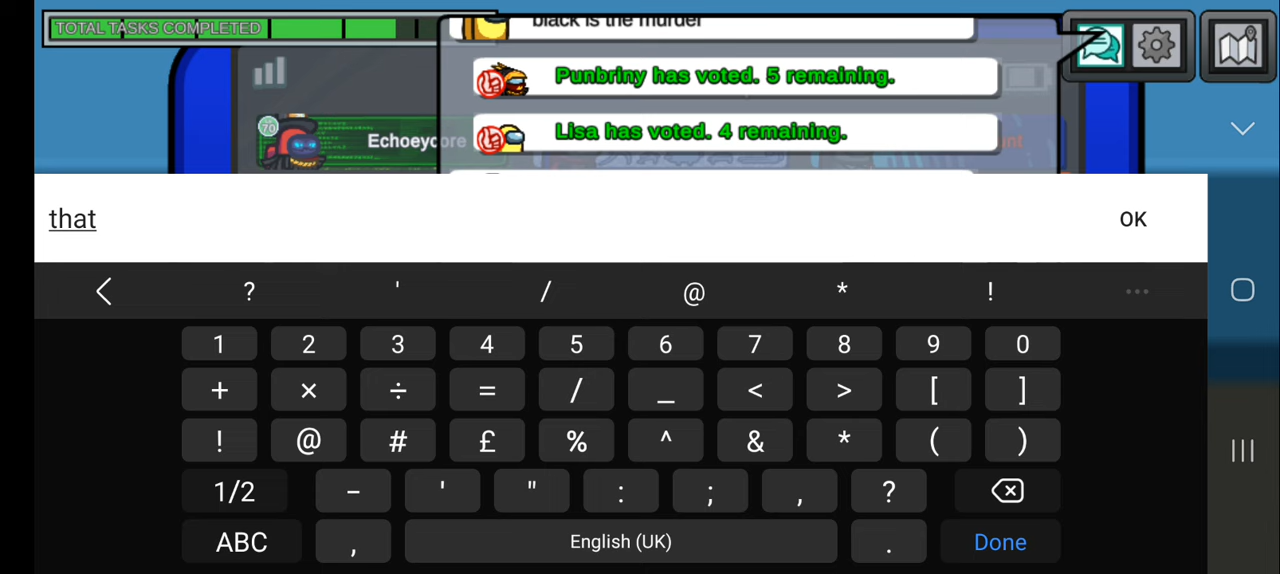 TOTAL TASKS COMPLETED
black is the murder
Punbriny has voted. 5 remaining.
70
Echoeycore
Lisa has voted. 4 remaining.
that
OK
? ' / @ * ! ...
1 2 3 4 5 6 7 8 9 0
+ × ÷ = / _ < > [ ]
! @ # £ % ^ & * ( )
1/2 - ' " : ; , ?
ABC , English (UK) . Done